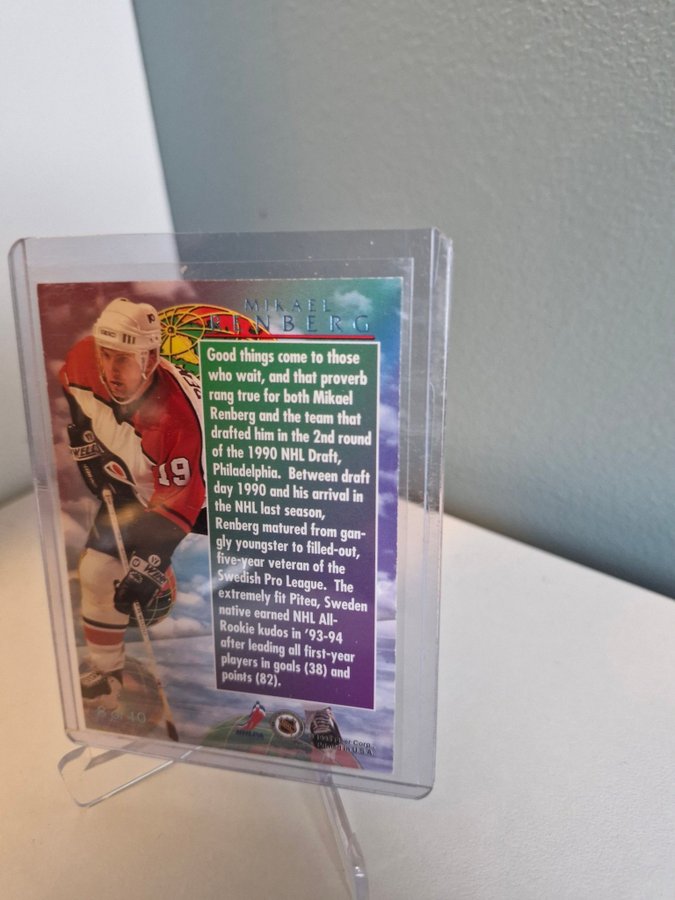 MIKAEL
RENBERG
Good things come to those
who wait, and that proverb
rang true for both Mikael
Renberg and the team that
drafted him in the 2nd round
of the 1990 NHL Draft,
Philadelphia. Between draft
day 1990 and his arrival in
the NHL last season,
Renberg matured from gan-
gly youngster to filled-out,
five-year veteran of the
Swedish Pro League. The
extremely fit Pitea, Sweden
native earned NHL All-
Rookie kudos in '93-94
after leading all first-year
players in goals (38) and
points (82).
19
of 40
NHLPA
Corp.
U.S.A.